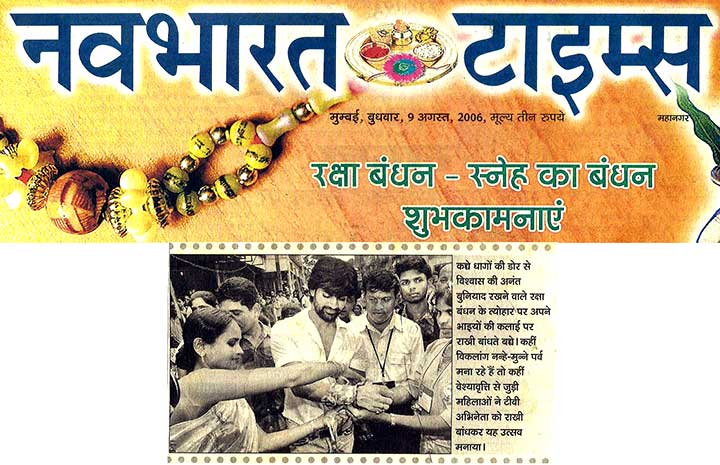 नवभारत टाइम्स
मुम्बई, बुधवार, 9 अगस्त, 2006, मूल्य तीन रुपये
महानगर
रक्षा बंधन – स्नेह का बंधन
शुभकामनाएं
कच्चे धागों की डोर से
विश्वास की अनंत
बुनियाद रखने वाले रक्षा
बंधन के त्योहार पर अपने
भाइयों की कलाई पर
राखी बांधते बच्चे। कहीं
विकलांग नन्हे-मुन्ने पर्व
मना रहे हैं तो कहीं
वेश्यावृत्ति से जुड़ी
महिलाओं ने टीवी
अभिनेता को राखी
बांधकर यह उत्सव
मनाया।